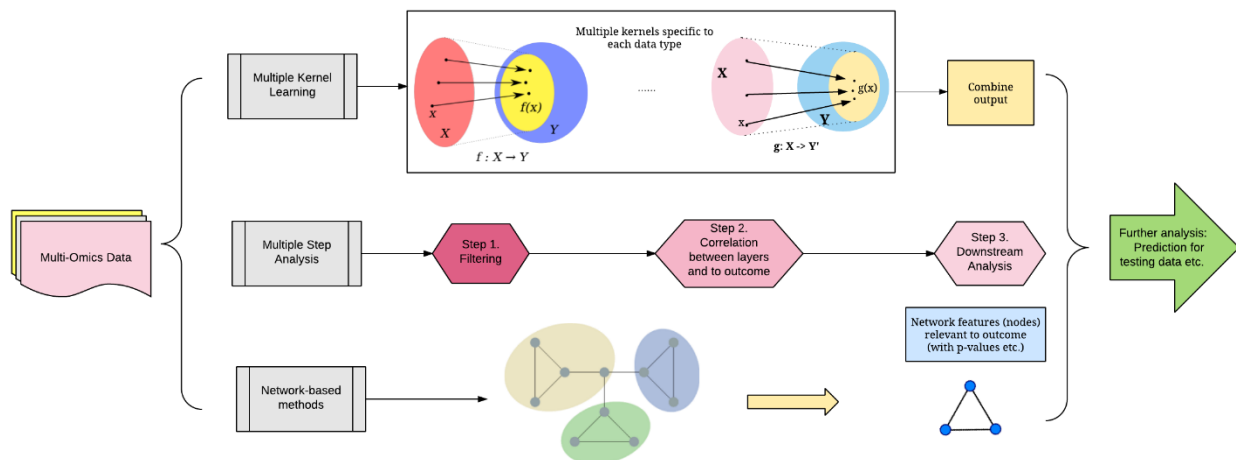 Multiple Kernel
Learning
Multiple kernels specific to
each data type
x
X
f(x)
Y
f : X → Y
......
X
x
g(x)
Y
g: X -> Y'
Combine
output
Multi-Omics Data
Multiple Step
Analysis
Step 1.
Filtering
Step 2.
Correlation
between layers
and to outcome
Step 3.
Downstream
Analysis
Further analysis:
Prediction for
testing data etc.
Network-based
methods
Network features (nodes)
relevant to outcome
(with p-values etc.)